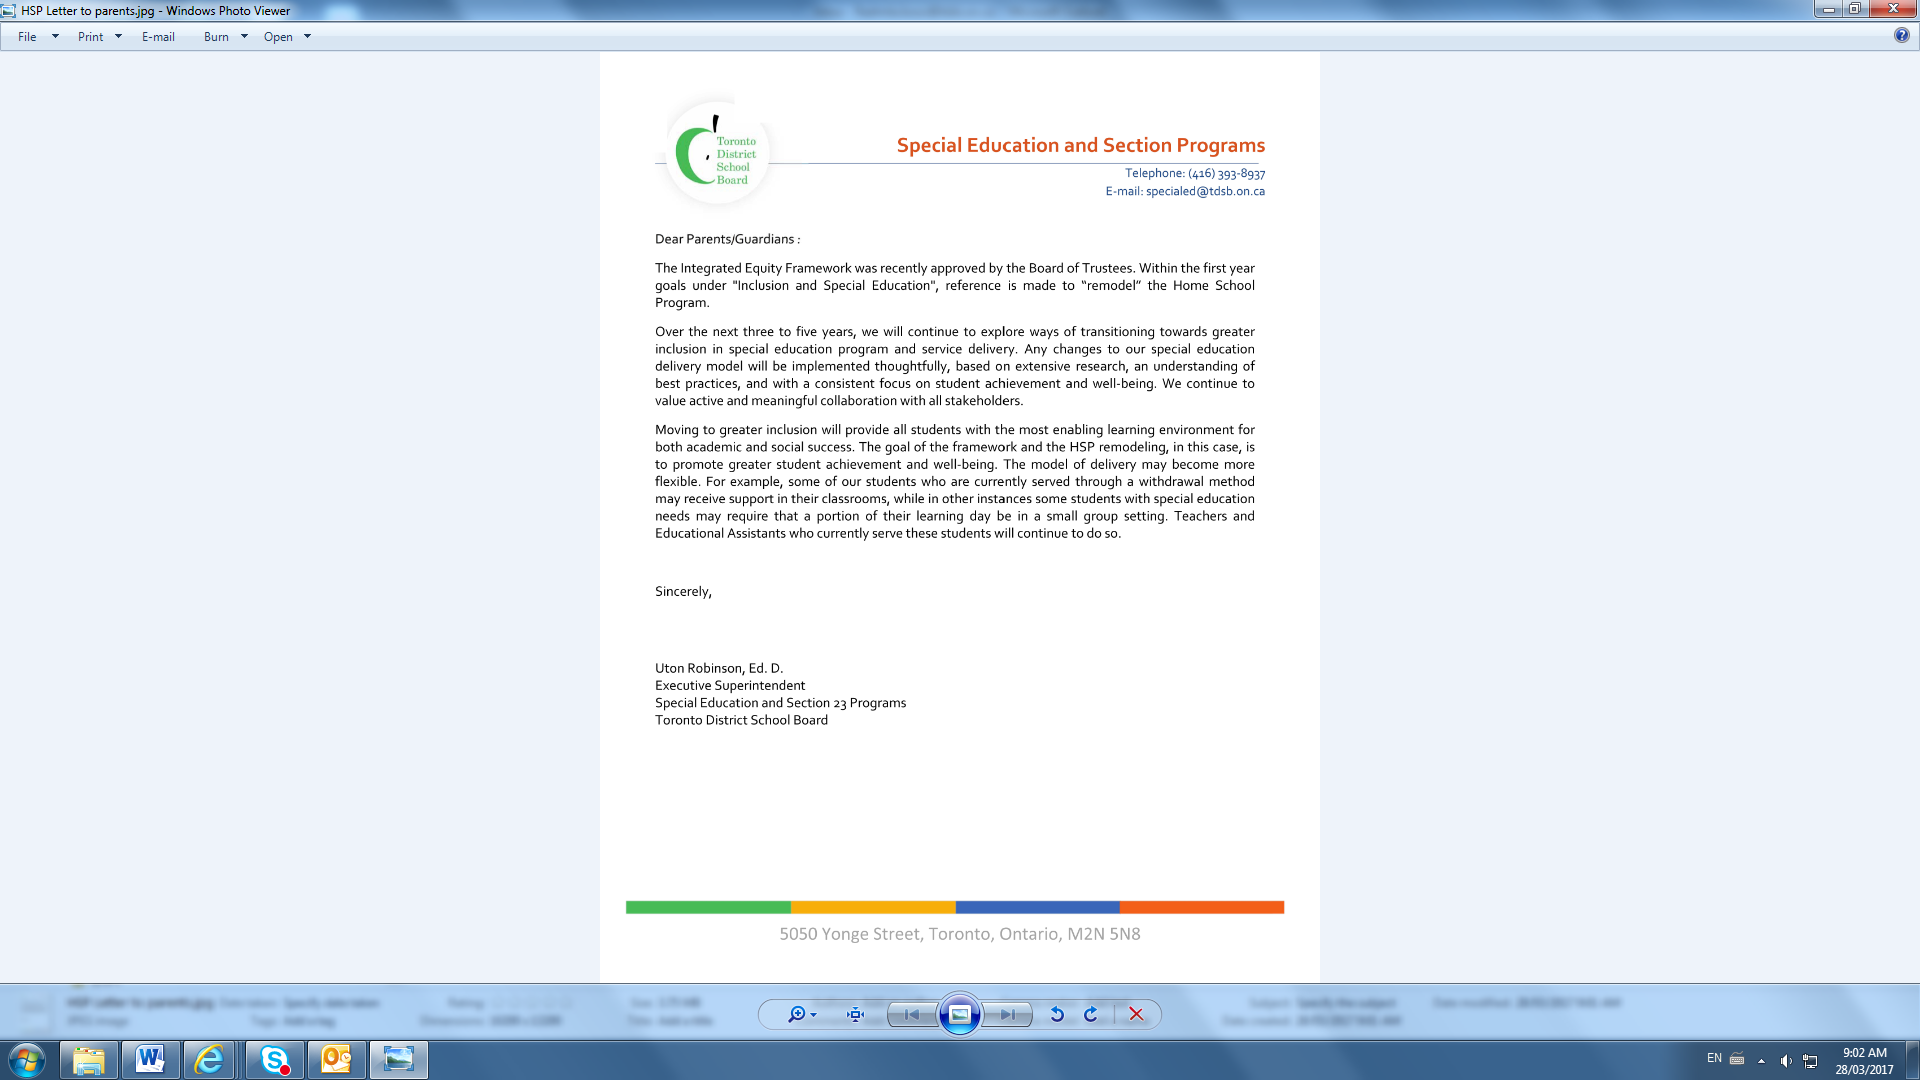 HSP Letter to parents.jpg - Windows Photo Viewer
File Print E-mail Burn Open
Toronto
District
School
Board
Special Education and Section Programs
Telephone: (416) 393-8937
E-mail: specialed@tdsb.on.ca
Dear Parents/Guardians :
The Integrated Equity Framework was recently approved by the Board of Trustees. Within the first year
goals under "Inclusion and Special Education", reference is made to “remodel” the Home School
Program.
Over the next three to five years, we will continue to explore ways of transitioning towards greater
inclusion in special education program and service delivery. Any changes to our special education
delivery model will be implemented thoughtfully, based on extensive research, an understanding of
best practices, and with a consistent focus on student achievement and well-being. We continue to
value active and meaningful collaboration with all stakeholders.
Moving to greater inclusion will provide all students with the most enabling learning environment for
both academic and social success. The goal of the framework and the HSP remodeling, in this case, is
to promote greater student achievement and well-being. The model of delivery may become more
flexible. For example, some of our students who are currently served through a withdrawal method
may receive support in their classrooms, while in other instances some students with special education
needs may require that a portion of their learning day be in a small group setting. Teachers and
Educational Assistants who currently serve these students will continue to do so.
Sincerely,
Uton Robinson, Ed. D.
Executive Superintendent
Special Education and Section 23 Programs
Toronto District School Board
5050 Yonge Street, Toronto, Ontario, M2N 5N8
HSP Letter to parents.jpg
EN
9:02 AM
28/03/2017